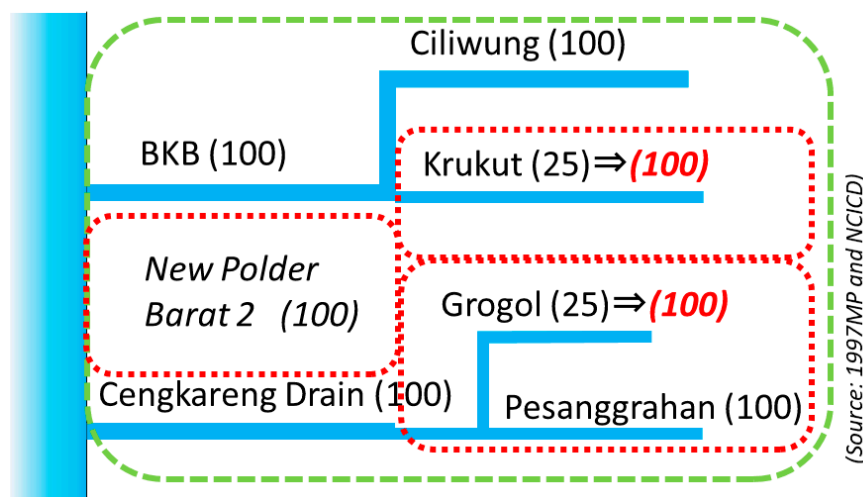 Ciliwung (100)
BKB (100)
Krukut (25)⇒(100)
New Polder
Barat 2 (100)
Grogol (25)⇒(100)
Cengkareng Drain (100)
Pesanggrahan (100)
(Source: 1997MP and NCICD)